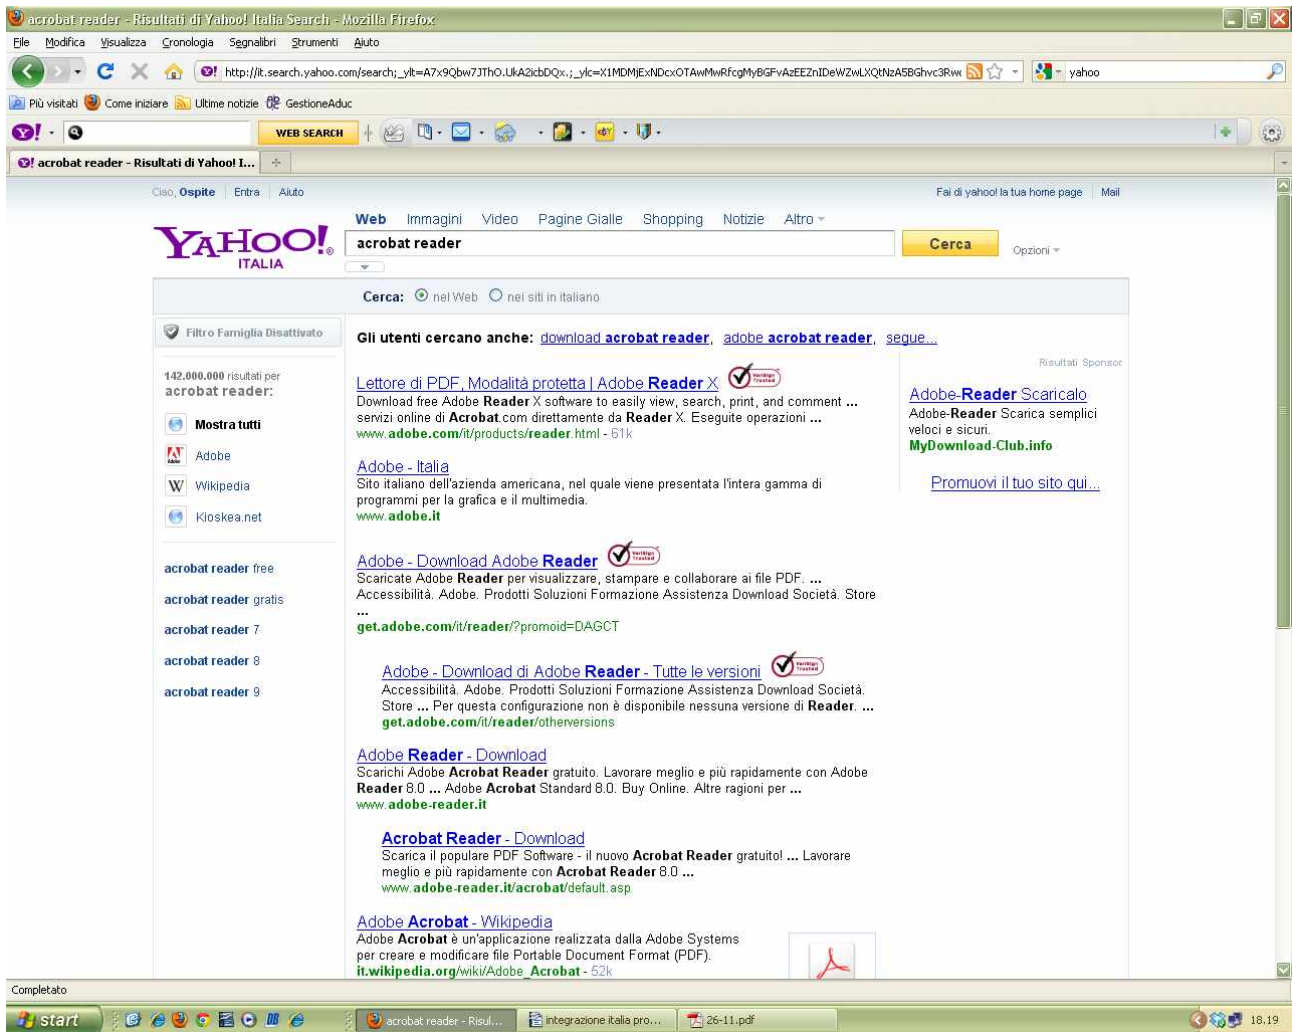 acrobat reader - Risultati di Yahoo! Italia Search - Mozilla Firefox
File Modifica Visualizza Cronologia Segnalibri Strumenti Aiuto
http://it.search.yahoo.com/search;_ylt=A7x9Qbw7JThO.UkA2icbDQx.;_ylc=X1MDMjExNDcxOTAwMwRfcgMyBGFvAzEEZnIDeWZwLXQtNzA5BGhvc3Rwv yahoo
Più visitati Come iniziare Ultime notizie GestioneAduc
Y! WEB SEARCH
Y! acrobat reader - Risultati di Yahoo! I...
Ciao, Ospite Entra Aiuto Fai di yahoo! la tua home page Mail
Web Immagini Video Pagine Gialle Shopping Notizie Altro
YAHOO! ITALIA
acrobat reader Cerca Opzioni
Cerca: nel Web nei siti in italiano
Filtro Famiglia Disattivato
142.000.000 risultati per
acrobat reader:
Mostra tutti
Adobe
Wikipedia
Kioskea.net
acrobat reader free
acrobat reader gratis
acrobat reader 7
acrobat reader 8
acrobat reader 9
Gli utenti cercano anche: download acrobat reader, adobe acrobat reader, segue...
Lettore di PDF, Modalità protetta | Adobe Reader X VeriSign Trusted
Download free Adobe Reader X software to easily view, search, print, and comment ...
servizi online di Acrobat.com direttamente da Reader X. Eseguite operazioni ...
www.adobe.com/it/products/reader.html - 61k
Adobe - Italia
Sito italiano dell'azienda americana, nel quale viene presentata l'intera gamma di
programmi per la grafica e il multimedia.
www.adobe.it
Adobe - Download Adobe Reader VeriSign Trusted
Scaricate Adobe Reader per visualizzare, stampare e collaborare ai file PDF. ...
Accessibilità. Adobe. Prodotti Soluzioni Formazione Assistenza Download Società. Store
...
get.adobe.com/it/reader/?promoid=DAGCT
Adobe - Download di Adobe Reader - Tutte le versioni VeriSign Trusted
Accessibilità. Adobe. Prodotti Soluzioni Formazione Assistenza Download Società.
Store ... Per questa configurazione non è disponibile nessuna versione di Reader. ...
get.adobe.com/it/reader/otherversions
Adobe Reader - Download
Scarichi Adobe Acrobat Reader gratuito. Lavorare meglio e più rapidamente con Adobe
Reader 8.0 ... Adobe Acrobat Standard 8.0. Buy Online. Altre ragioni per ...
www.adobe-reader.it
Acrobat Reader - Download
Scarica il populare PDF Software - il nuovo Acrobat Reader gratuito! ... Lavorare
meglio e più rapidamente con Acrobat Reader 8.0 ...
www.adobe-reader.it/acrobat/default.asp
Adobe Acrobat - Wikipedia
Adobe Acrobat è un'applicazione realizzata dalla Adobe Systems
per creare e modificare file Portable Document Format (PDF).
it.wikipedia.org/wiki/Adobe_Acrobat - 52k
Risultati Sponsor
Adobe-Reader Scaricalo
Adobe-Reader Scarica semplici
veloci e sicuri.
MyDownload-Club.info
Promuovi il tuo sito qui...
Completato
start acrobat reader - Risul... integrazione italia pro... 26-11.pdf 18.19